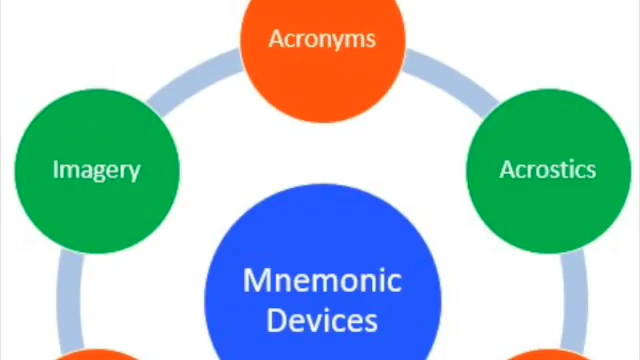 Acronyms
Imagery
Acrostics
Mnemonic
Devices